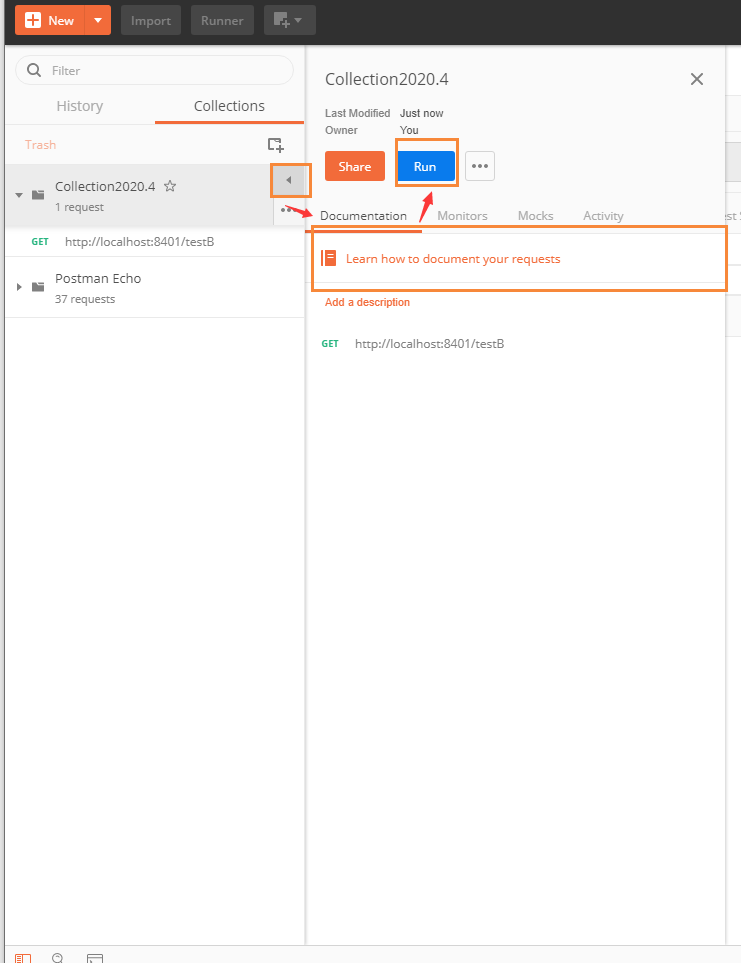 New
Import
Runner
Filter
History
Collections
Trash
Collection2020.4
1 request
GET http://localhost:8401/testB
Postman Echo
37 requests
Collection2020.4
Last Modified Just now
Owner You
Share
Run
Documentation
Monitors
Mocks
Activity
Learn how to document your requests
Add a description
GET http://localhost:8401/testB